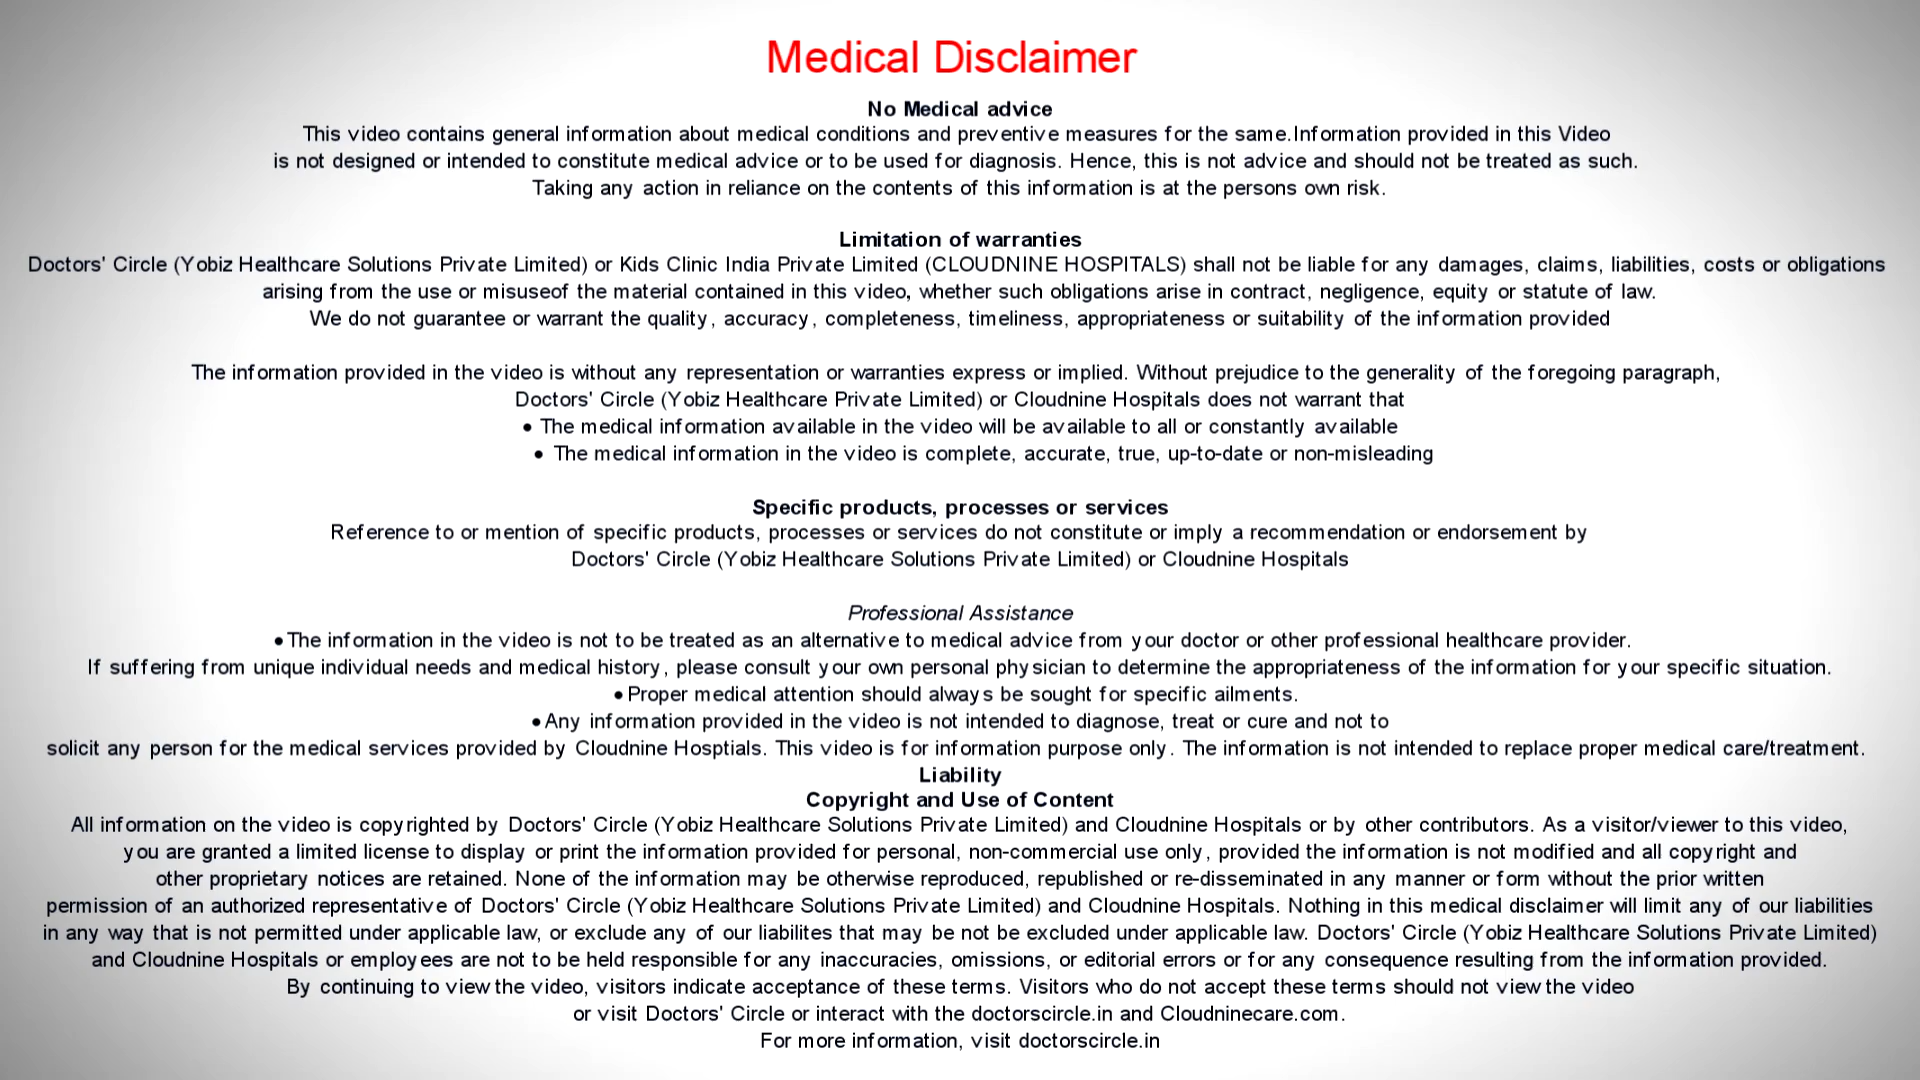 Medical Disclaimer
No Medical advice
This video contains general information about medical conditions and preventive measures for the same.Information provided in this Video
is not designed or intended to constitute medical advice or to be used for diagnosis. Hence, this is not advice and should not be treated as such.
Taking any action in reliance on the contents of this information is at the persons own risk.
Limitation of warranties
Doctors' Circle (Yobiz Healthcare Solutions Private Limited) or Kids Clinic India Private Limited (CLOUDNINE HOSPITALS) shall not be liable for any damages, claims, liabilities, costs or obligations
arising from the use or misuseof the material contained in this video, whether such obligations arise in contract, negligence, equity or statute of law.
We do not guarantee or warrant the quality, accuracy, completeness, timeliness, appropriateness or suitability of the information provided
The information provided in the video is without any representation or warranties express or implied. Without prejudice to the generality of the foregoing paragraph,
Doctors' Circle (Yobiz Healthcare Private Limited) or Cloudnine Hospitals does not warrant that
• The medical information available in the video will be available to all or constantly available
• The medical information in the video is complete, accurate, true, up-to-date or non-misleading
Specific products, processes or services
Reference to or mention of specific products, processes or services do not constitute or imply a recommendation or endorsement by
Doctors' Circle (Yobiz Healthcare Solutions Private Limited) or Cloudnine Hospitals
Professional Assistance
•The information in the video is not to be treated as an alternative to medical advice from your doctor or other professional healthcare provider.
If suffering from unique individual needs and medical history, please consult your own personal physician to determine the appropriateness of the information for your specific situation.
•Proper medical attention should always be sought for specific ailments.
•Any information provided in the video is not intended to diagnose, treat or cure and not to
solicit any person for the medical services provided by Cloudnine Hosptials. This video is for information purpose only. The information is not intended to replace proper medical care/treatment.
Liability
Copyright and Use of Content
All information on the video is copyrighted by Doctors' Circle (Yobiz Healthcare Solutions Private Limited) and Cloudnine Hospitals or by other contributors. As a visitor/viewer to this video,
you are granted a limited license to display or print the information provided for personal, non-commercial use only, provided the information is not modified and all copyright and
other proprietary notices are retained. None of the information may be otherwise reproduced, republished or re-disseminated in any manner or form without the prior written
permission of an authorized representative of Doctors' Circle (Yobiz Healthcare Solutions Private Limited) and Cloudnine Hospitals. Nothing in this medical disclaimer will limit any of our liabilities
in any way that is not permitted under applicable law, or exclude any of our liabilites that may be not be excluded under applicable law. Doctors' Circle (Yobiz Healthcare Solutions Private Limited)
and Cloudnine Hospitals or employees are not to be held responsible for any inaccuracies, omissions, or editorial errors or for any consequence resulting from the information provided.
By continuing to view the video, visitors indicate acceptance of these terms. Visitors who do not accept these terms should not view the video
or visit Doctors' Circle or interact with the doctorscircle.in and Cloudninecare.com.
For more information, visit doctorscircle.in